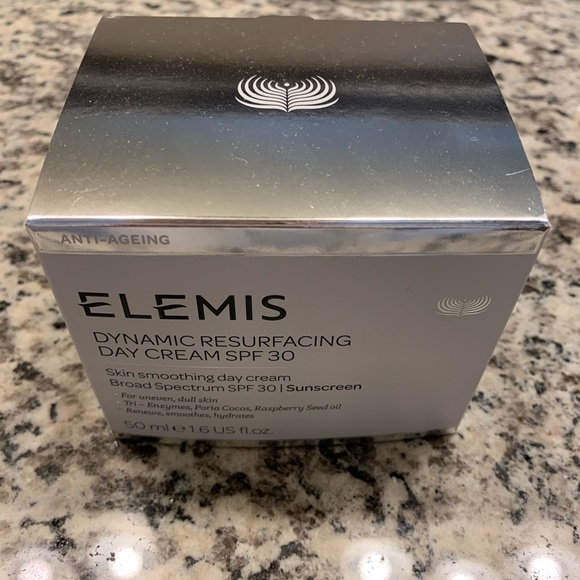 ANTI-AGEING
ELEMIS
DYNAMIC RESURFACING
DAY CREAM SPF 30
Skin smoothing day cream
Broad Spectrum SPF 30 | Sunscreen
· For uneven, dull skin
· Tri – Enzymes, Poria Cocos, Raspberry Seed oil
· Renews, smoothes, hydrates
50 ml e 1.6 US fl.oz.